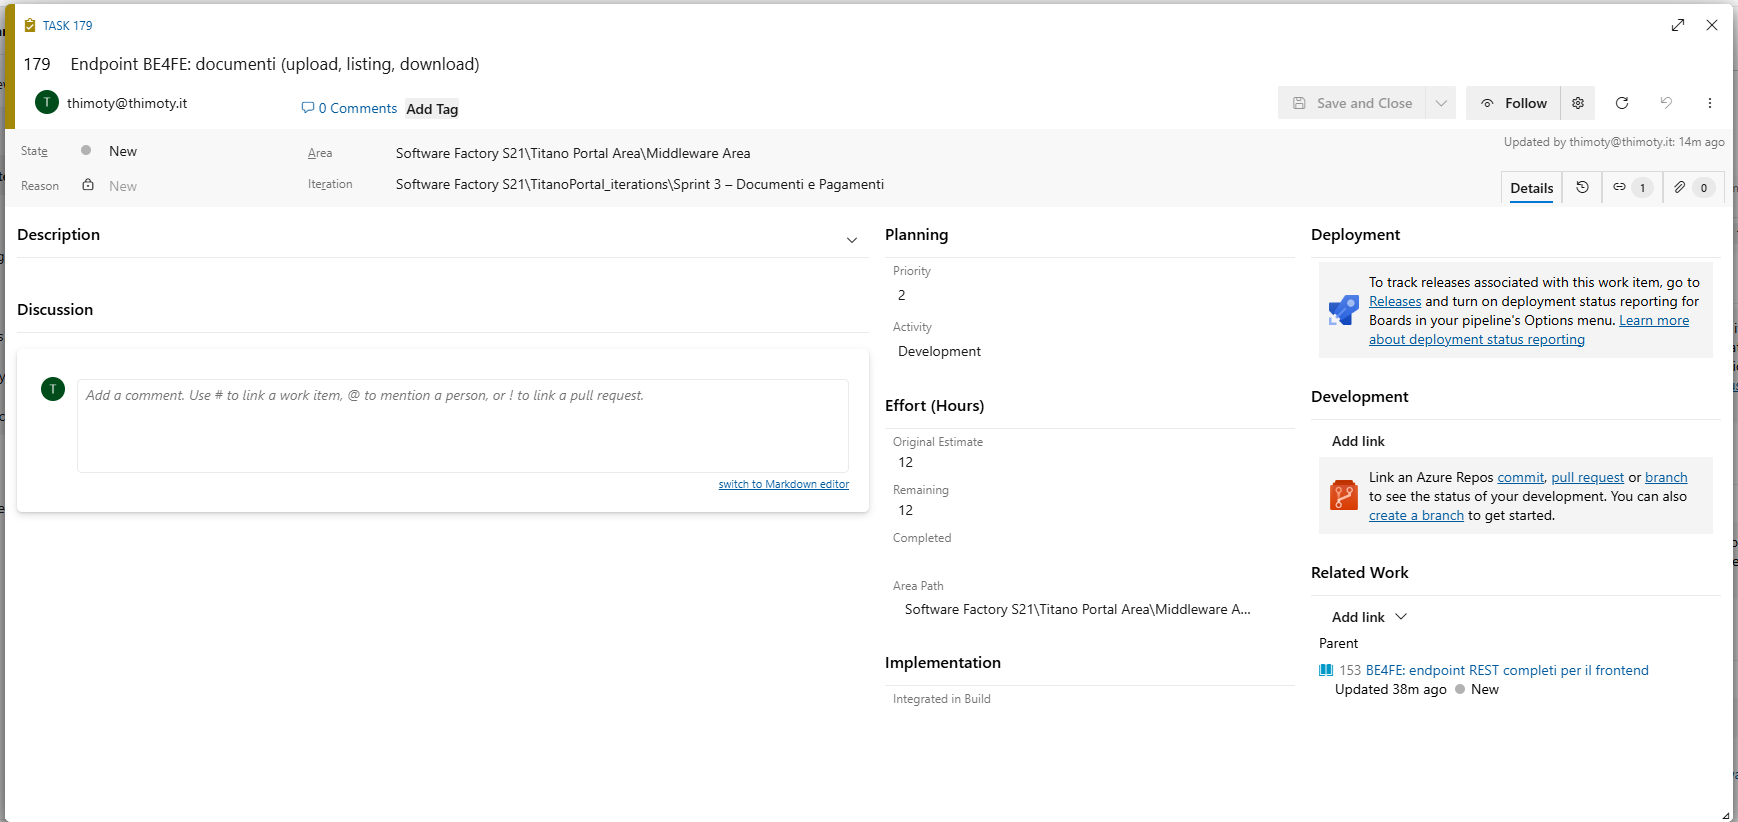 TASK 179
179 Endpoint BE4FE: documenti (upload, listing, download)
T thimoty@thimoty.it
0 Comments
Add Tag
Save and Close
Follow
State New
Area Software Factory S21\Titano Portal Area\Middleware Area
Updated by thimoty@thimoty.it: 14m ago
Reason New
Iteration Software Factory S21\TitanoPortal_iterations\Sprint 3 – Documenti e Pagamenti
Details 1 0
Description
Discussion
T
Add a comment. Use # to link a work item, @ to mention a person, or ! to link a pull request.
switch to Markdown editor
Planning
Priority
2
Activity
Development
Effort (Hours)
Original Estimate
12
Remaining
12
Completed
Area Path
Software Factory S21\Titano Portal Area\Middleware A...
Implementation
Integrated in Build
Deployment
To track releases associated with this work item, go to
Releases and turn on deployment status reporting for
Boards in your pipeline's Options menu. Learn more
about deployment status reporting
Development
Add link
Link an Azure Repos commit, pull request or branch
to see the status of your development. You can also
create a branch to get started.
Related Work
Add link
Parent
153 BE4FE: endpoint REST completi per il frontend
Updated 38m ago New